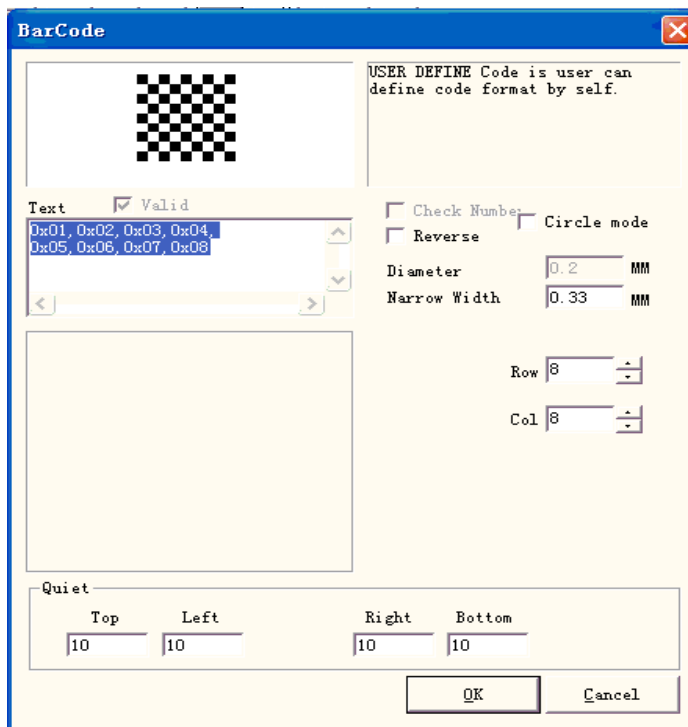 BarCode
USER DEFINE Code is user can
define code format by self.
Text
Valid
0x01, 0x02, 0x03, 0x04,
0x05, 0x06, 0x07, 0x08
Check Number
Circle mode
Reverse
Diameter
0.2
MM
Narrow Width
0.33
MM
Row
8
Col
8
Quiet
Top
Left
Right
Bottom
10
10
10
10
OK
Cancel